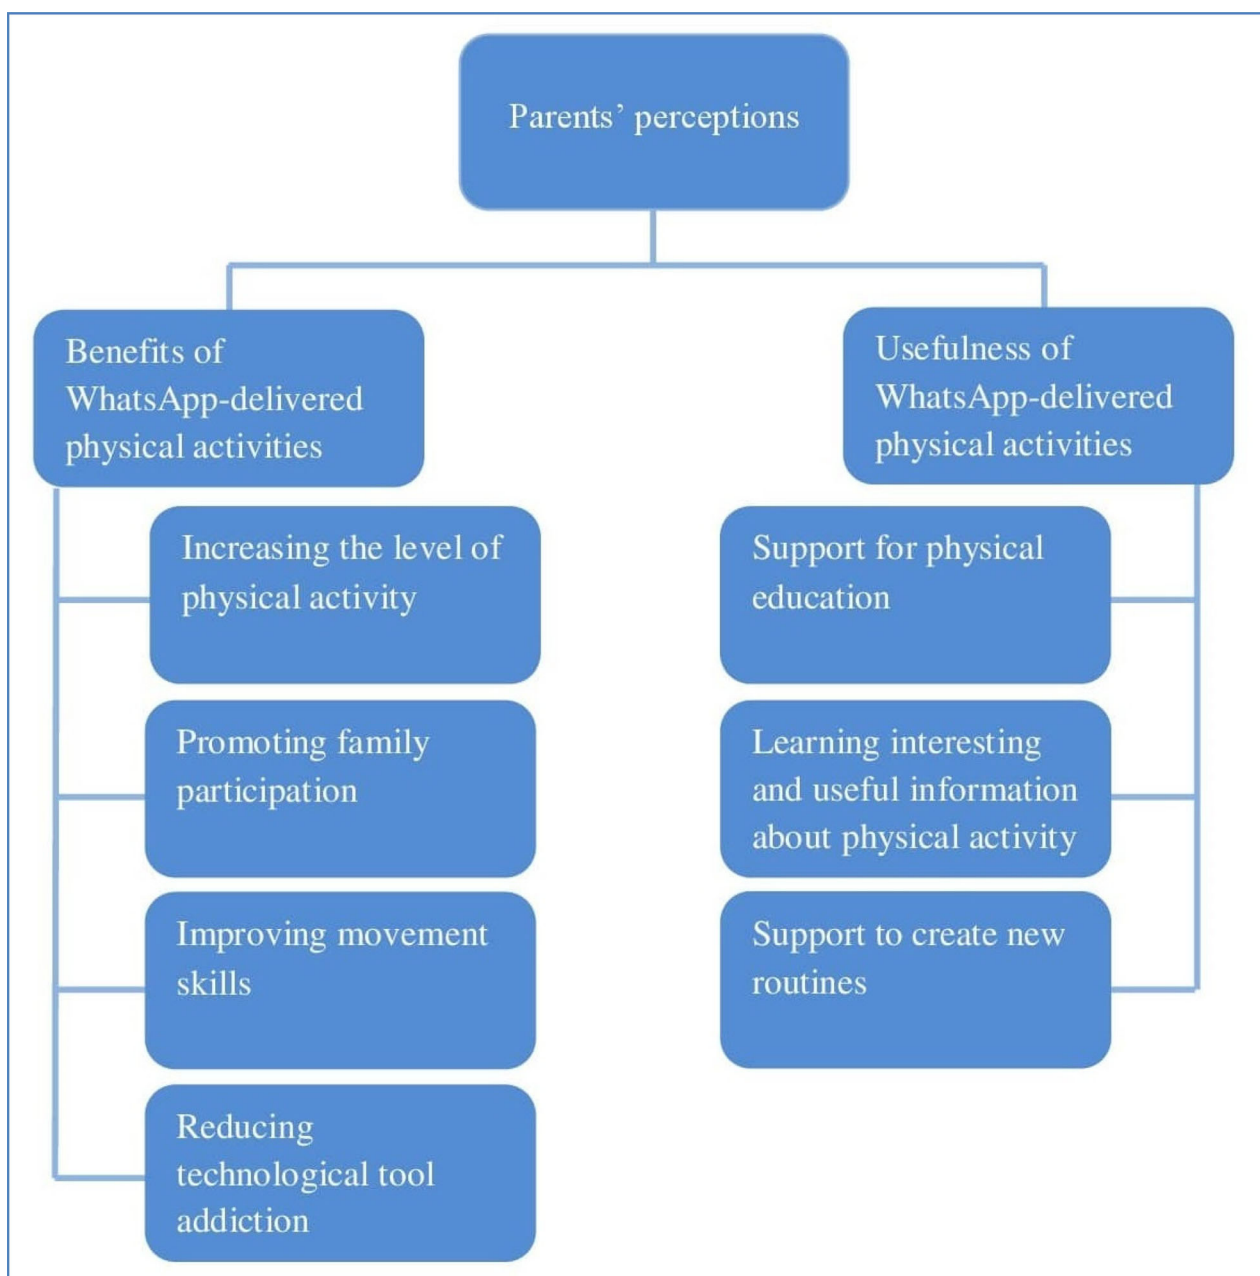 Parents’ perceptions
Benefits of
WhatsApp-delivered
physical activities
Increasing the level of
physical activity
Promoting family
participation
Improving movement
skills
Reducing
technological tool
addiction
Usefulness of
WhatsApp-delivered
physical activities
Support for physical
education
Learning interesting
and useful information
about physical activity
Support to create new
routines